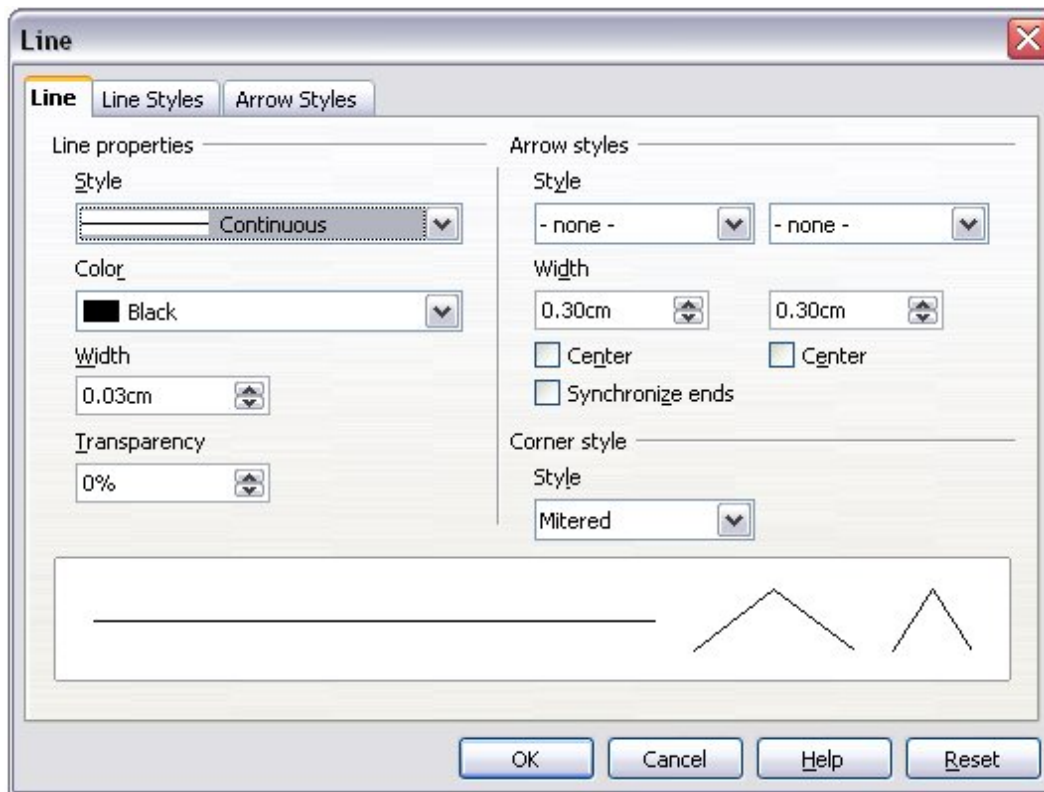 Line
Line Line Styles Arrow Styles
Line properties
Style
Continuous
Color
Black
Width
0.03cm
Transparency
0%
Arrow styles
Style
- none - - none -
Width
0.30cm 0.30cm
Center Center
Synchronize ends
Corner style
Style
Mitered
OK Cancel Help Reset